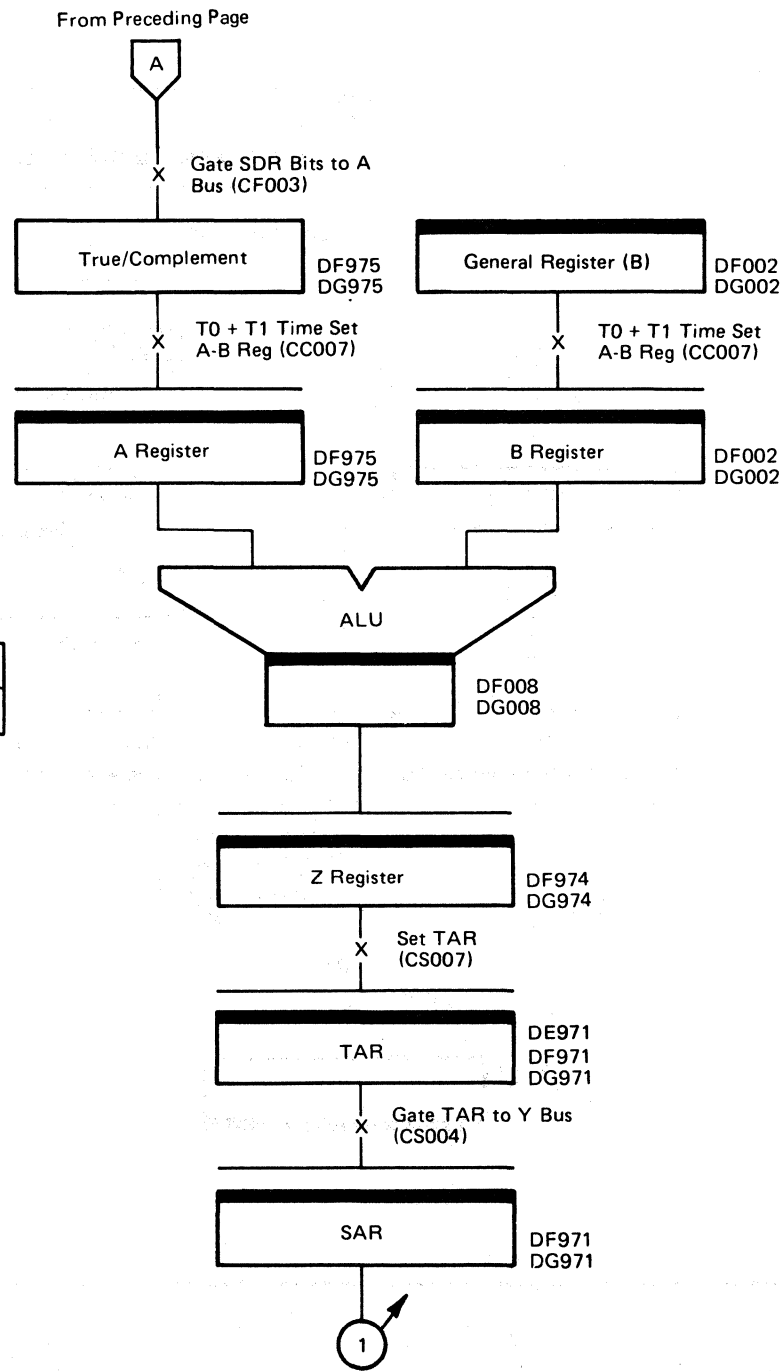 From Preceding Page
A
Gate SDR Bits to A
Bus (CF003)
True/Complement
DF975
DG975
General Register (B)
DF002
DG002
T0 + T1 Time Set
A-B Reg (CC007)
T0 + T1 Time Set
A-B Reg (CC007)
A Register
DF975
DG975
B Register
DF002
DG002
ALU
DF008
DG008
Z Register
DF974
DG974
Set TAR
(CS007)
TAR
DE971
DF971
DG971
Gate TAR to Y Bus
(CS004)
SAR
DF971
DG971
1